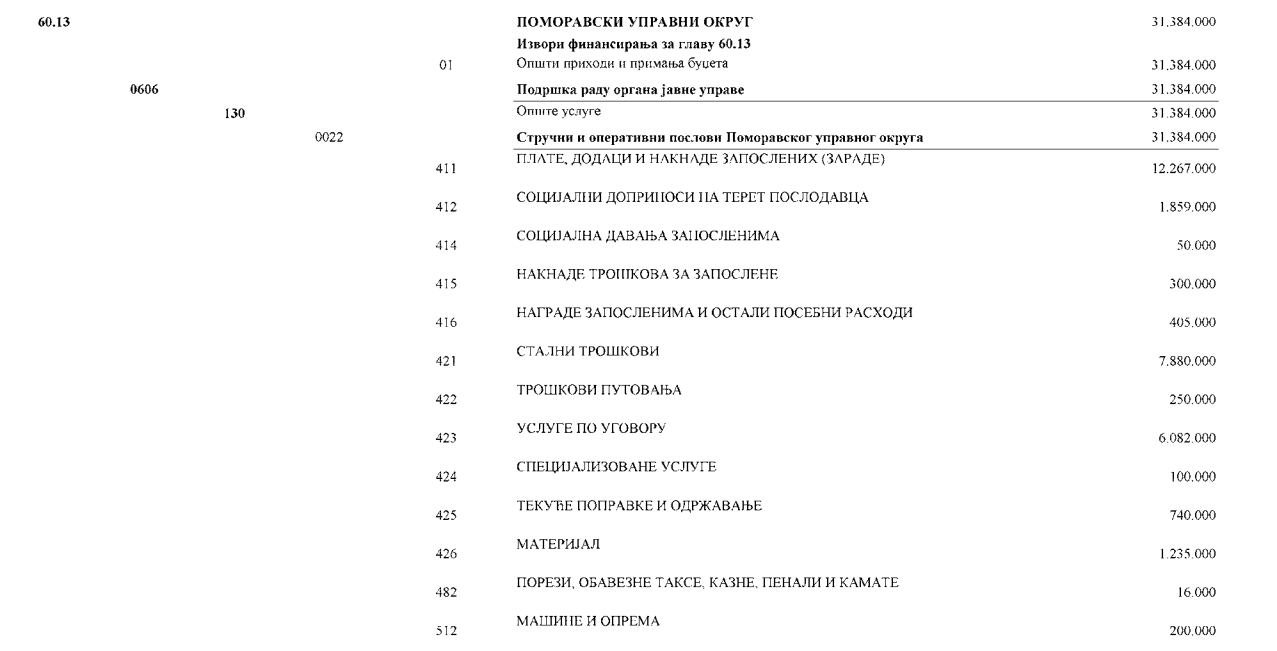 60.13 ПОМОРАВСКИ УПРАВНИ ОКРУГ 31.384.000
Извори финансирања за главу 60.13
01 Општи приходи и примања буџета 31.384.000
0606 Подршка раду органа јавне управе 31.384.000
130 Опште услуге 31.384.000
0022 Стручни и оперативни послови Поморавског управног округа 31.384.000
411 ПЛАТЕ, ДОДАЦИ И НАКНАДЕ ЗАПОСЛЕНИХ (ЗАРАДЕ) 12.267.000
412 СОЦИЈАЛНИ ДОПРИНОСИ НА ТЕРЕТ ПОСЛОДАВЦА 1.859.000
414 СОЦИЈАЛНА ДАВАЊА ЗАПОСЛЕНИМА 50.000
415 НАКНАДЕ ТРОШКОВА ЗА ЗАПОСЛЕНЕ 300.000
416 НАГРАДЕ ЗАПОСЛЕНИМА И ОСТАЛИ ПОСЕБНИ РАСХОДИ 405.000
421 СТАЛНИ ТРОШКОВИ 7.880.000
422 ТРОШКОВИ ПУТОВАЊА 250.000
423 УСЛУГЕ ПО УГОВОРУ 6.082.000
424 СПЕЦИЈАЛИЗОВАНЕ УСЛУГЕ 100.000
425 ТЕКУЋЕ ПОПРАВКЕ И ОДРЖАВАЊЕ 740.000
426 МАТЕРИЈАЛ 1.235.000
482 ПОРЕЗИ, ОБАВЕЗНЕ ТАКСЕ, КАЗНЕ, ПЕНАЛИ И КАМАТЕ 16.000
512 МАШИНЕ И ОПРЕМА 200.000